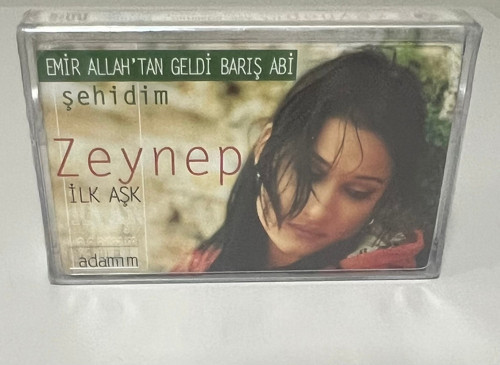 EMİR ALLAH'TAN GELDİ BARIŞ ABİ
şehidim
Zeynep
İLK AŞK
adamım